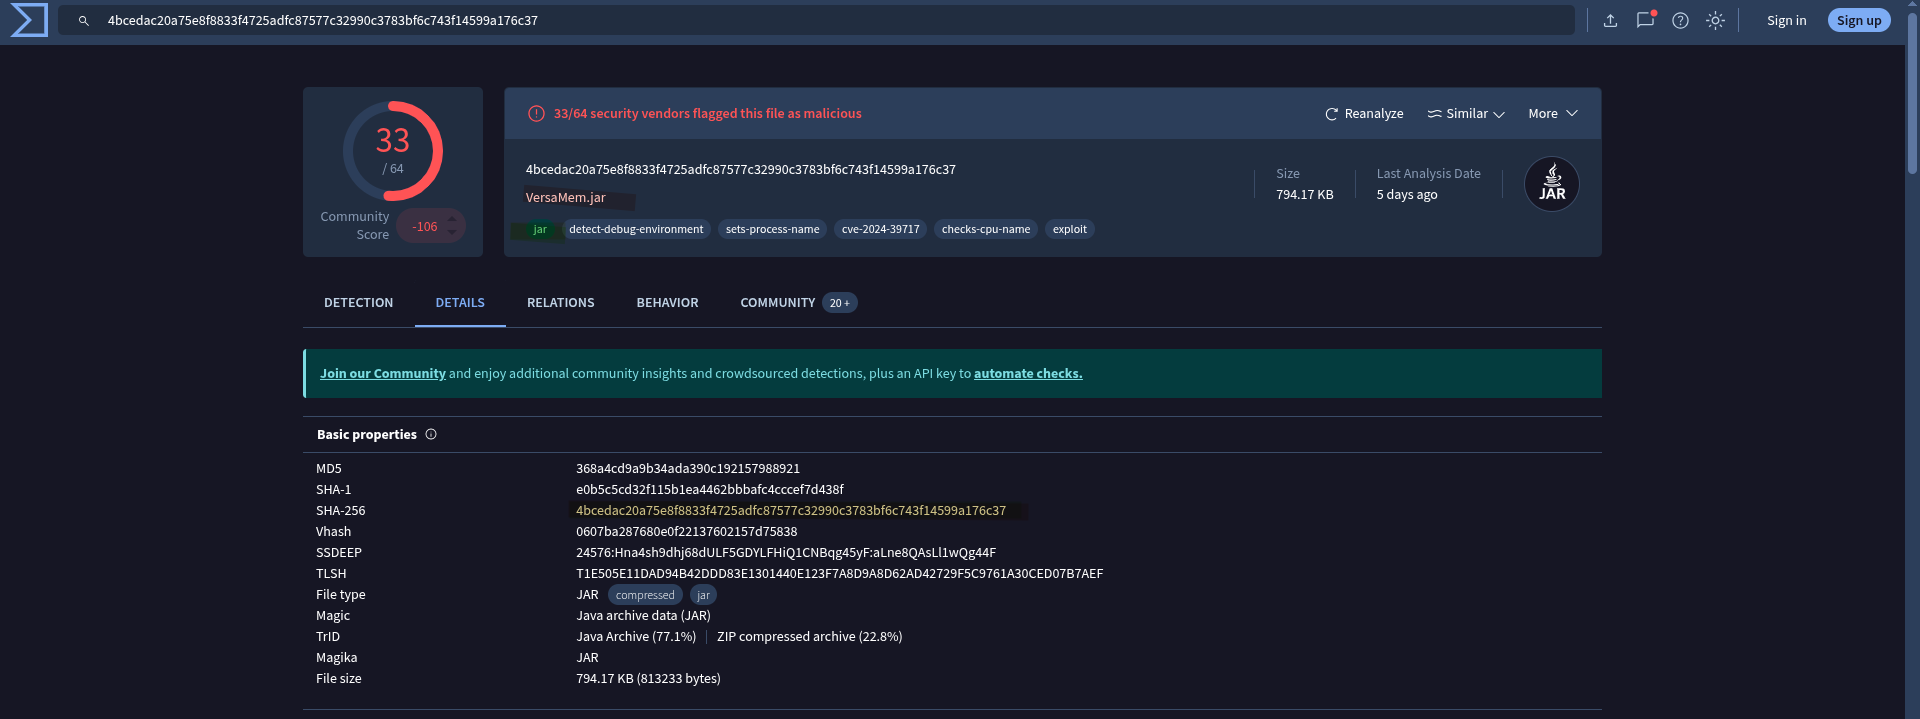 4bcedac20a75e8f8833f4725adfc87577c32990c3783bf6c743f14599a176c37
Sign in
Sign up
33
/ 64
Community
Score
-106
33/64 security vendors flagged this file as malicious
Reanalyze
Similar
More
4bcedac20a75e8f8833f4725adfc87577c32990c3783bf6c743f14599a176c37
VersaMem.jar
jar detect-debug-environment sets-process-name cve-2024-39717 checks-cpu-name exploit
Size
794.17 KB
Last Analysis Date
5 days ago
JAR
DETECTION DETAILS RELATIONS BEHAVIOR COMMUNITY 20 +
Join our Community and enjoy additional community insights and crowdsourced detections, plus an API key to automate checks.
Basic properties
MD5 368a4cd9a9b34ada390c192157988921
SHA-1 e0b5c5cd32f115b1ea4462bbbafc4cccef7d438f
SHA-256 4bcedac20a75e8f8833f4725adfc87577c32990c3783bf6c743f14599a176c37
Vhash 0607ba287680e0f22137602157d75838
SSDEEP 24576:Hna4sh9dhj68dULF5GDYLFHiQ1CNBqg45yF:aLne8QAsLl1wQg44F
TLSH T1E505E11DAD94B42DDD83E1301440E123F7A8D9A8D62AD42729F5C9761A30CED07B7AEF
File type JAR compressed jar
Magic Java archive data (JAR)
TrID Java Archive (77.1%) | ZIP compressed archive (22.8%)
Magika JAR
File size 794.17 KB (813233 bytes)